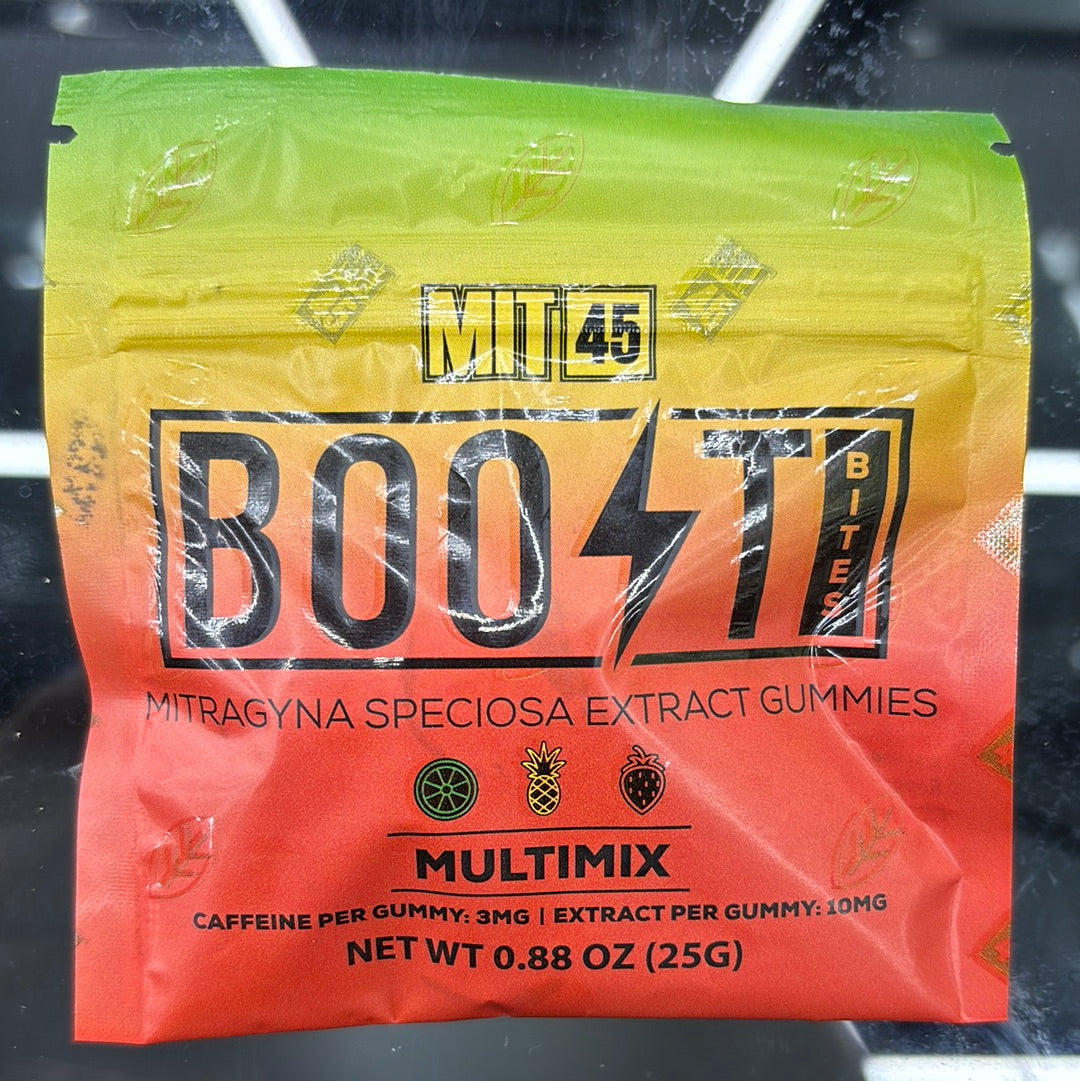 MIT 45
BOOST BITES
MITRAGYNA SPECIOSA EXTRACT GUMMIES
MULTIMIX
CAFFEINE PER GUMMY: 3MG | EXTRACT PER GUMMY: 10MG
NET WT 0.88 OZ (25G)